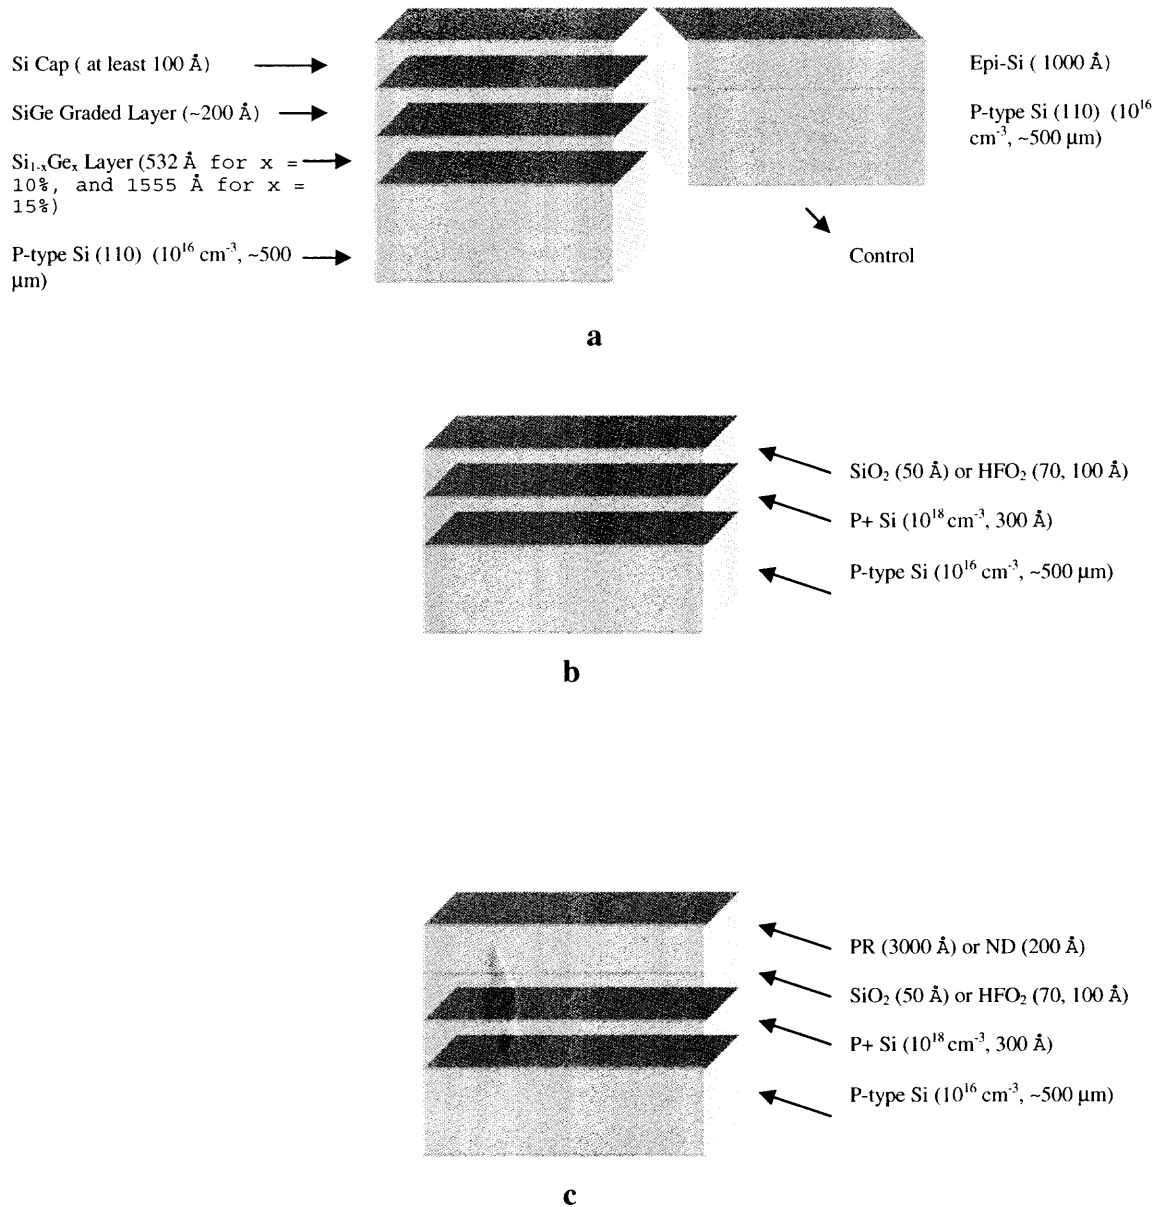 Si Cap ( at least 100 Å)
SiGe Graded Layer (~200 Å)
Si₁₋ₓGeₓ Layer (532 Å for x =
10%, and 1555 Å for x =
15%)
P-type Si (110) (10¹⁶ cm⁻³, ~500
μm)
Epi-Si ( 1000 Å)
P-type Si (110) (10¹⁶
cm⁻³, ~500 μm)
Control
a
SiO₂ (50 Å) or HFO₂ (70, 100 Å)
P+ Si (10¹⁸ cm⁻³, 300 Å)
P-type Si (10¹⁶ cm⁻³, ~500 μm)
b
PR (3000 Å) or ND (200 Å)
SiO₂ (50 Å) or HFO₂ (70, 100 Å)
P+ Si (10¹⁸ cm⁻³, 300 Å)
P-type Si (10¹⁶ cm⁻³, ~500 μm)
c